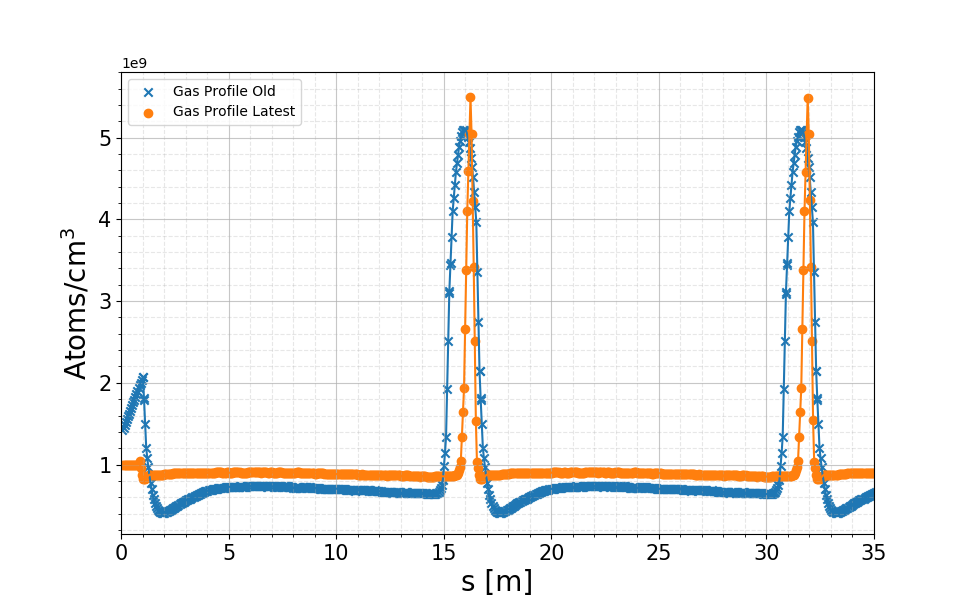 1e9
Gas Profile Old
Gas Profile Latest
Atoms/cm³
5
4
3
2
1
0 5 10 15 20 25 30 35
s [m]